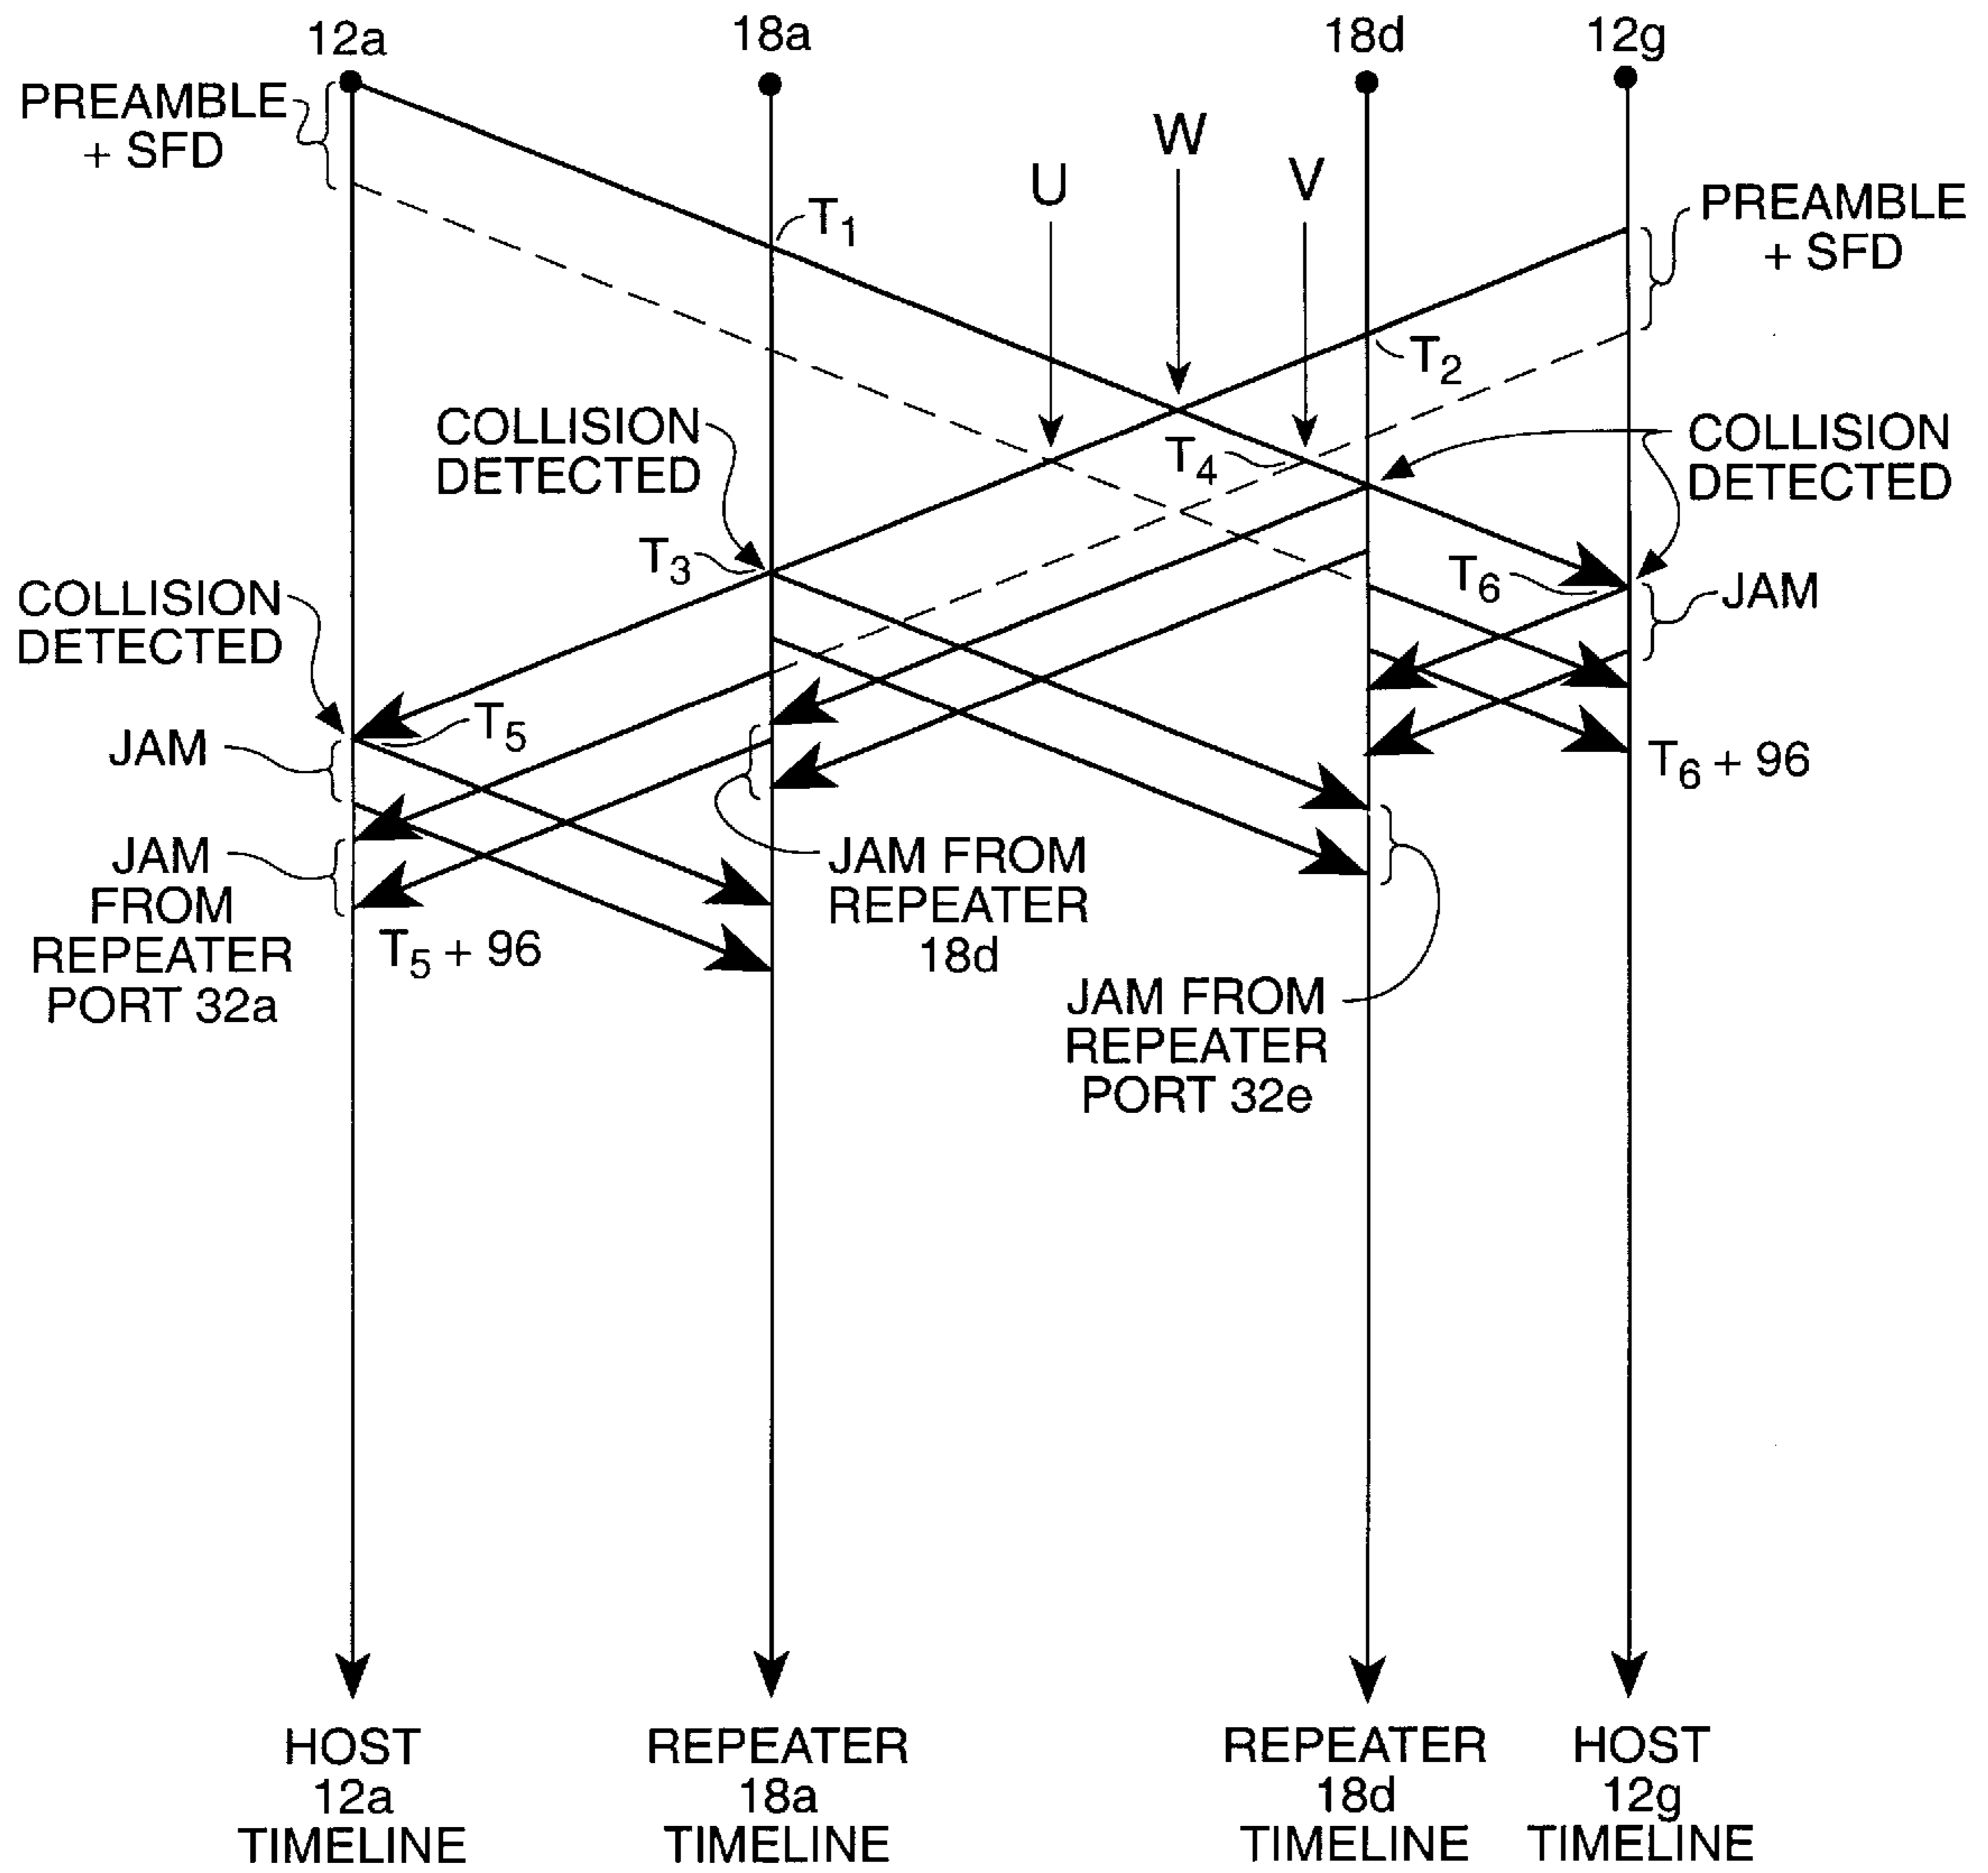 12a
18a
18d
12g
PREAMBLE
+ SFD
W
U
V
T1
PREAMBLE
+ SFD
T2
COLLISION
DETECTED
T4
COLLISION
DETECTED
T3
T6
JAM
COLLISION
DETECTED
T5
JAM
T6 + 96
JAM
FROM
REPEATER
PORT 32a
JAM FROM
REPEATER
18d
T5 + 96
JAM FROM
REPEATER
PORT 32e
HOST
12a
TIMELINE
REPEATER
18a
TIMELINE
REPEATER
18d
TIMELINE
HOST
12g
TIMELINE